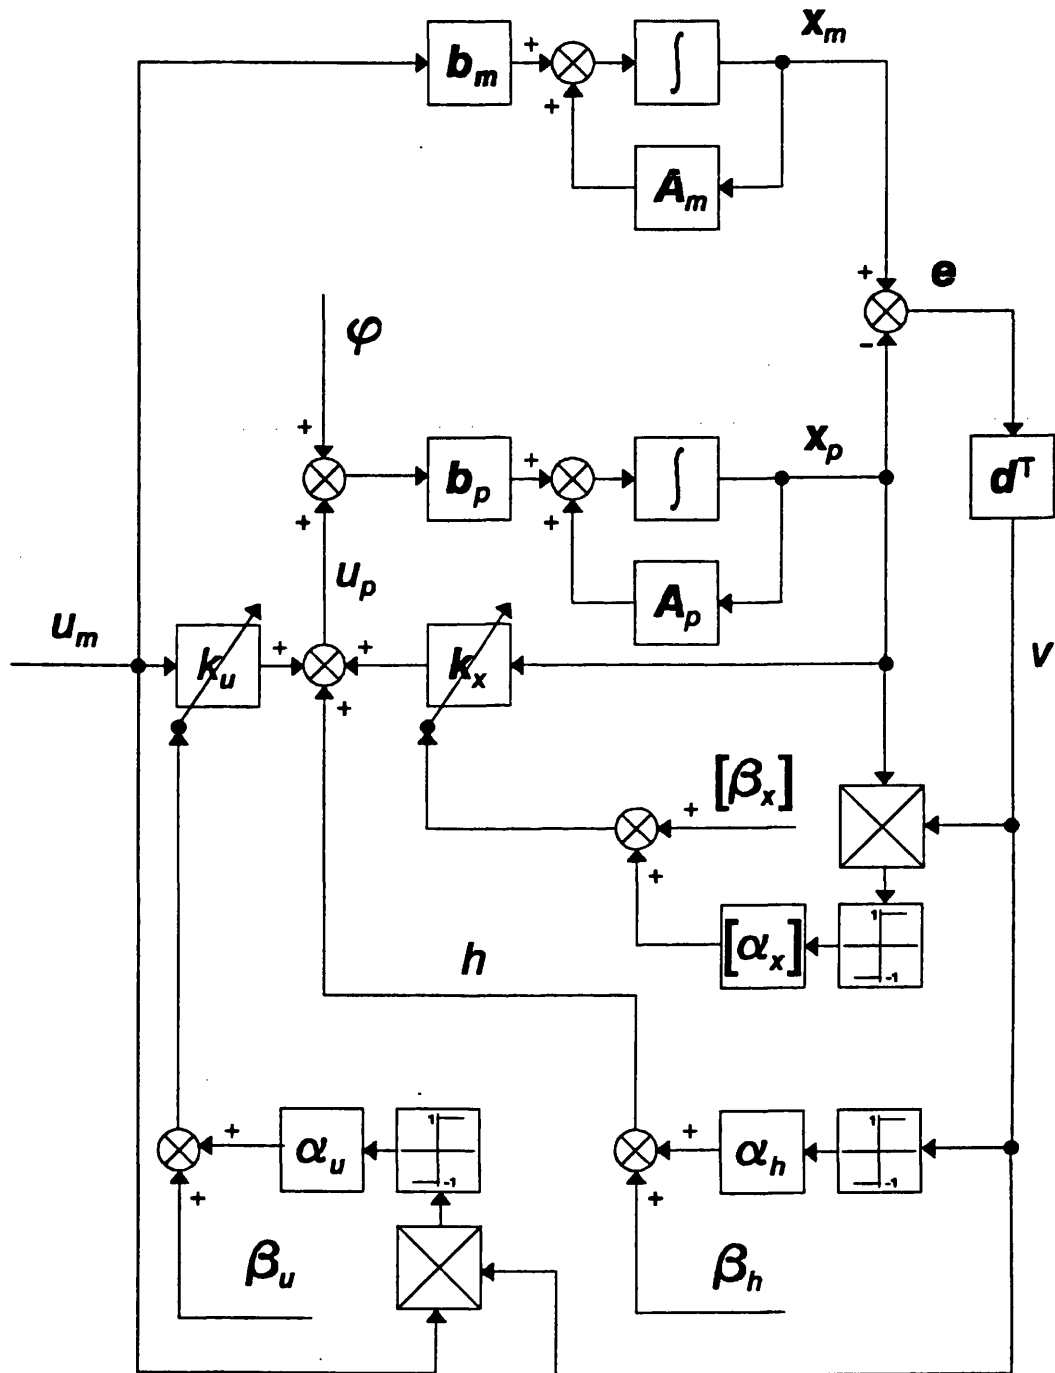 x_m
b_m
+
∫
+
A_m
+
e
φ
-
+
x_p
b_p
+
∫
d^T
+
+
u_p
A_p
u_m
v
k_u
+
+
k_x
+
[β_x]
+
+
1
h
[α_x]
-1
1
1
+
α_u
+
α_h
-1
-1
+
+
β_u
β_h